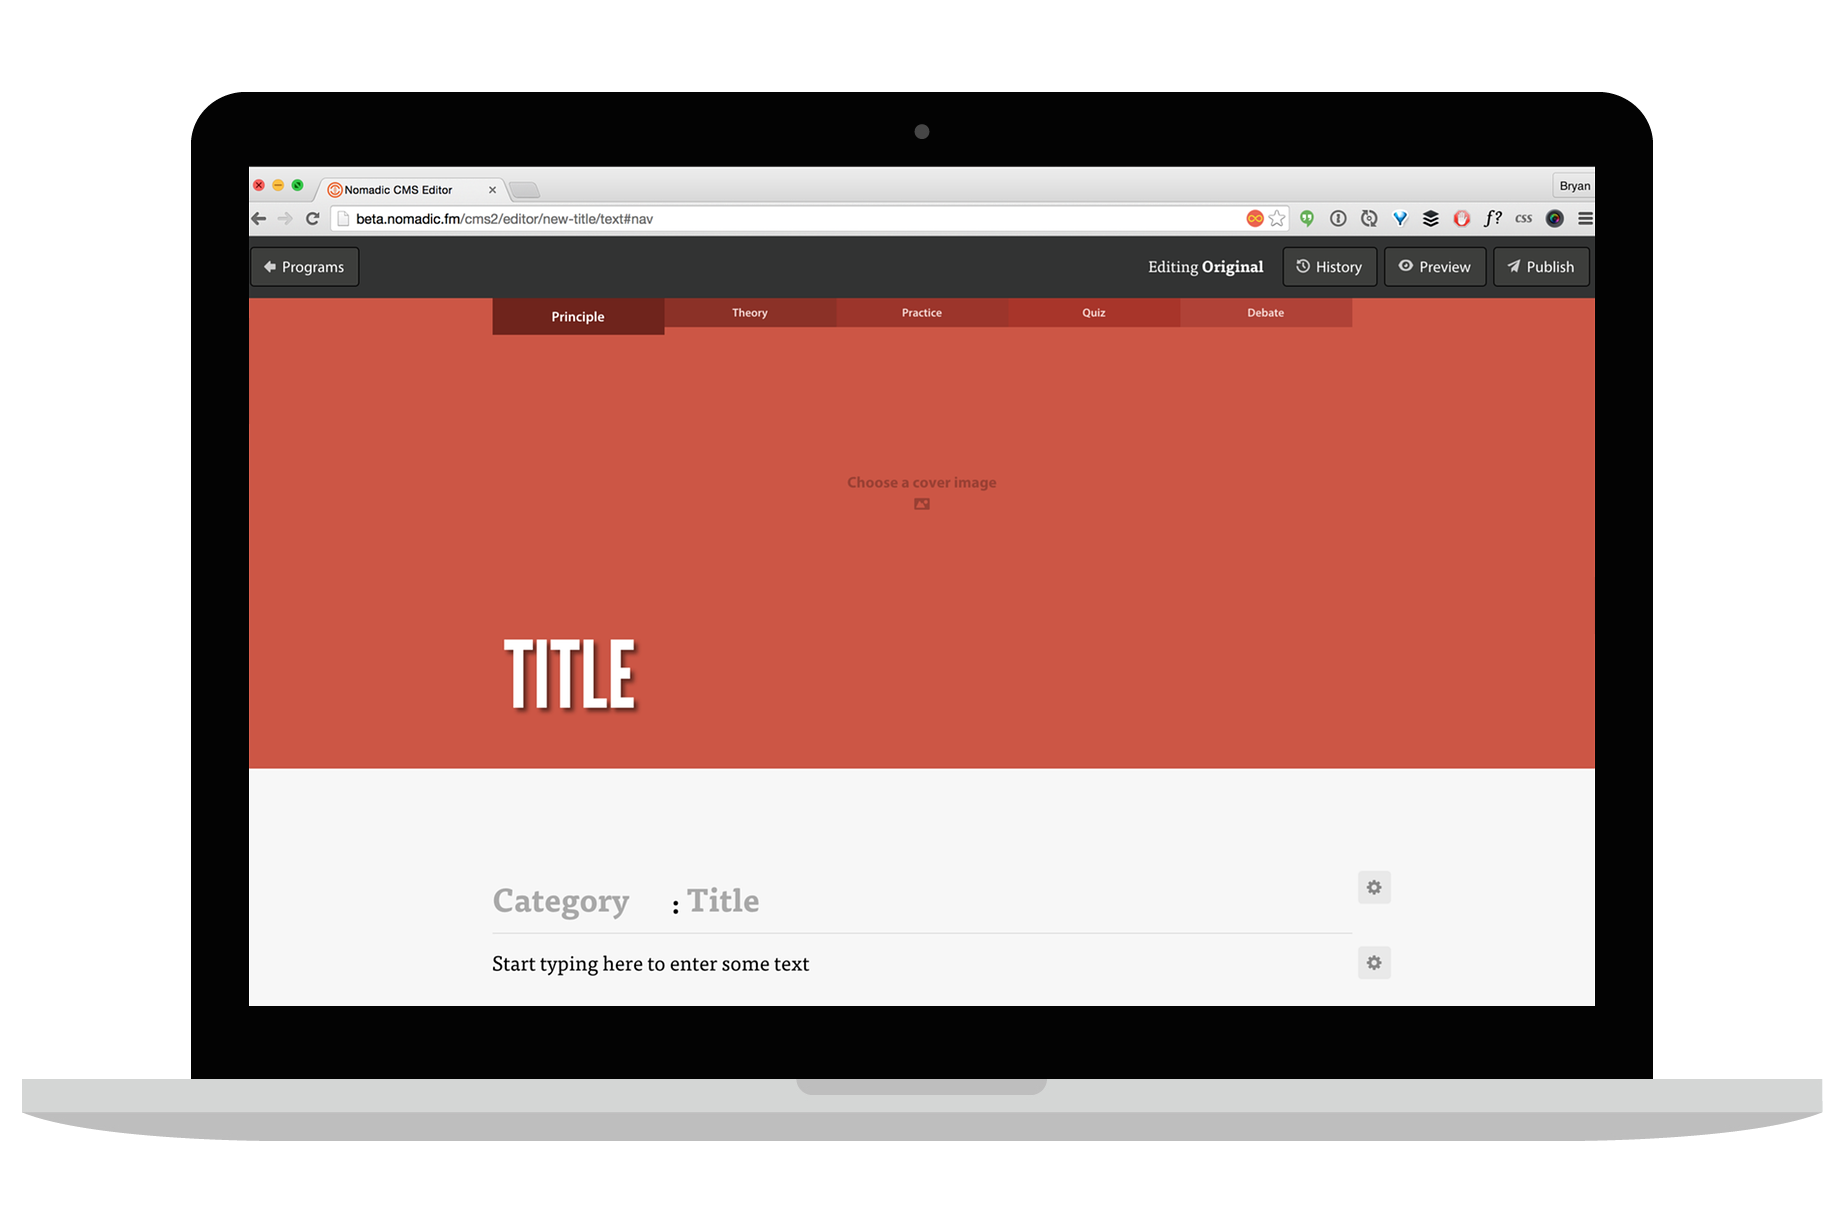 Nomadic CMS Editor
Bryan
beta.nomadic.fm/cms2/editor/new-title/text#nav
f? css
Programs
Editing Original
History
Preview
Publish
Principle
Theory
Practice
Quiz
Debate
Choose a cover image
TITLE
Category : Title
Start typing here to enter some text